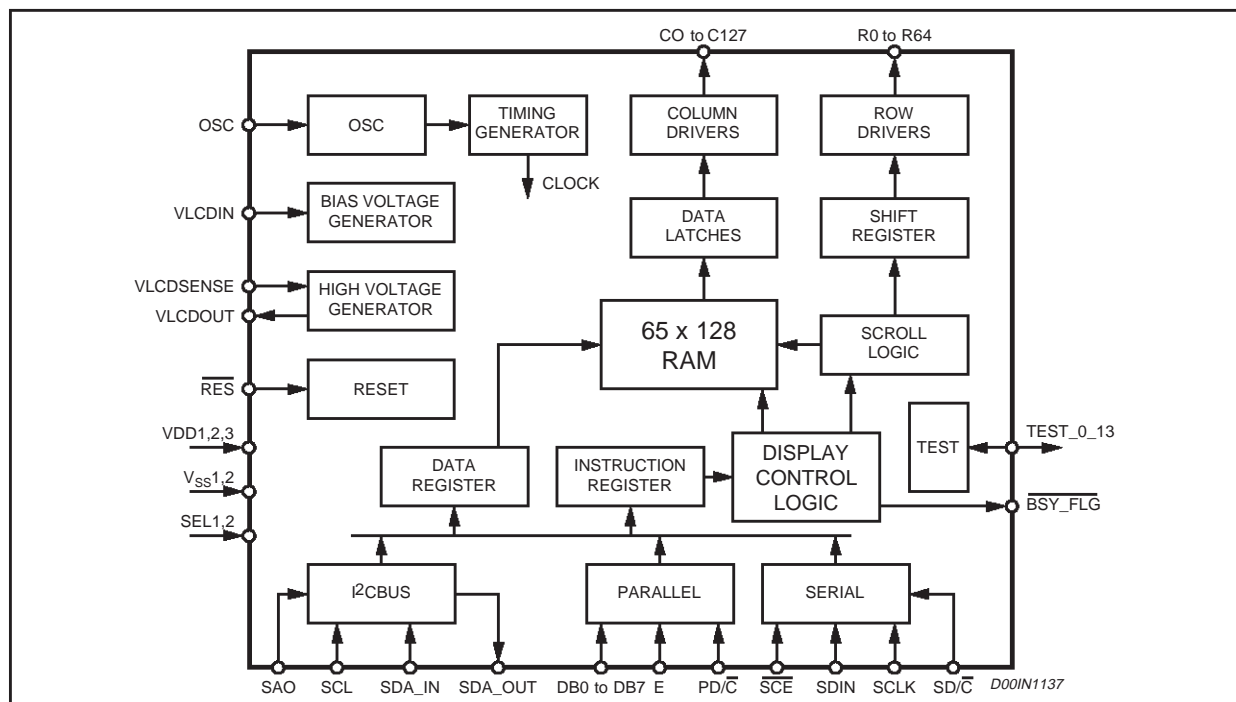 CO to C127
R0 to R64
OSC
OSC
TIMING
GENERATOR
COLUMN
DRIVERS
ROW
DRIVERS
CLOCK
VLCDIN
BIAS VOLTAGE
GENERATOR
DATA
LATCHES
SHIFT
REGISTER
VLCDSENSE
VLCDOUT
HIGH VOLTAGE
GENERATOR
65 x 128
RAM
SCROLL
LOGIC
R̅E̅S̅
RESET
VDD1,2,3
VSS1,2
SEL1,2
DATA
REGISTER
INSTRUCTION
REGISTER
DISPLAY
CONTROL
LOGIC
TEST
TEST_0_13
B̅S̅Y̅_̅F̅L̅G̅
I²CBUS
PARALLEL
SERIAL
SAO
SCL
SDA_IN
SDA_OUT
DB0 to DB7
E
PD/C̅
S̅C̅E̅
SDIN
SCLK
SD/C̅
D00IN1137